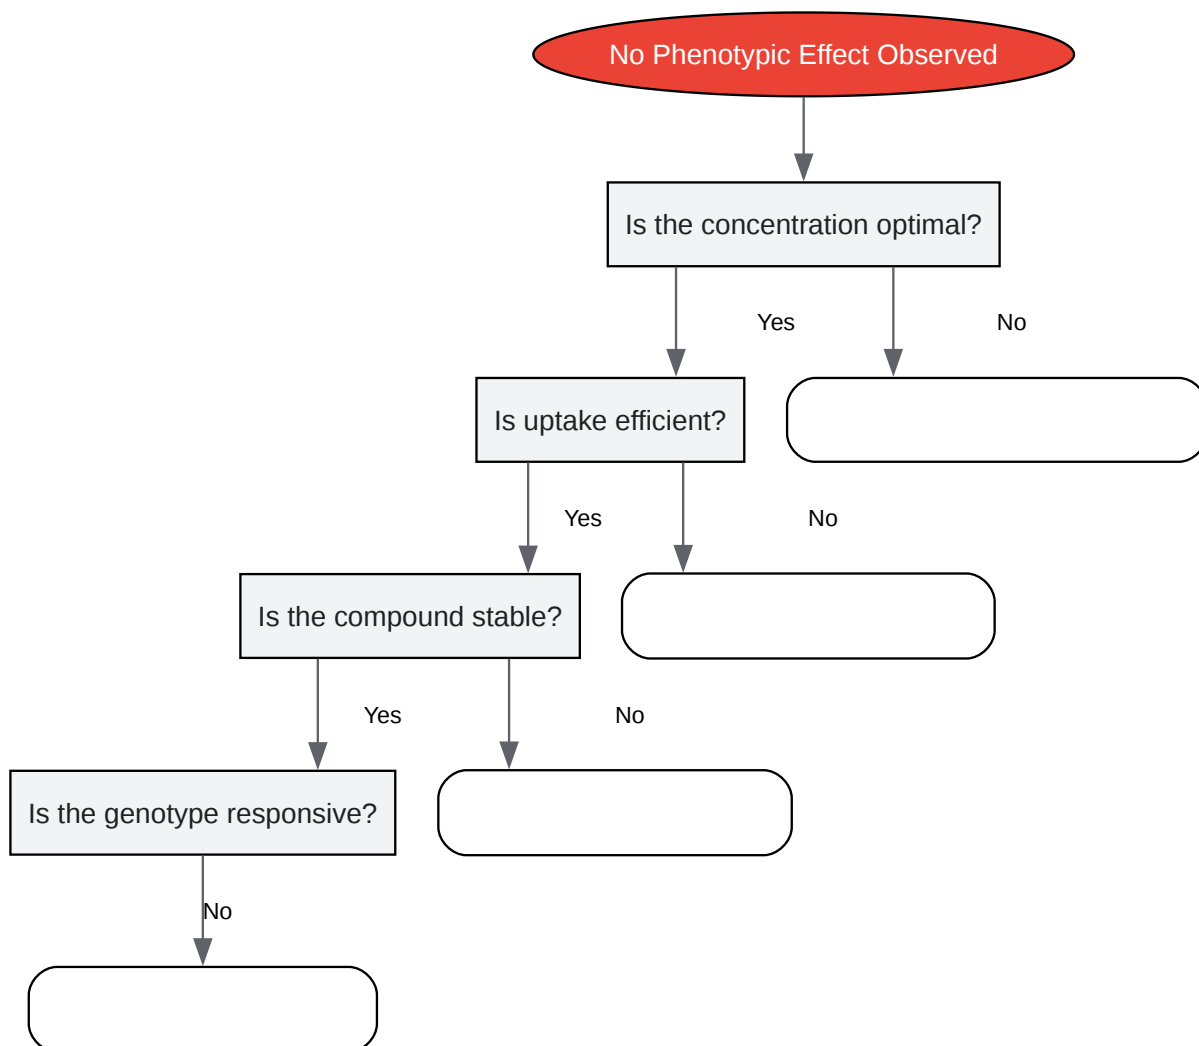 No Phenotypic Effect Observed
Is the concentration optimal?
Yes
No
Is uptake efficient?
Yes
No
Is the compound stable?
Yes
No
Is the genotype responsive?
No